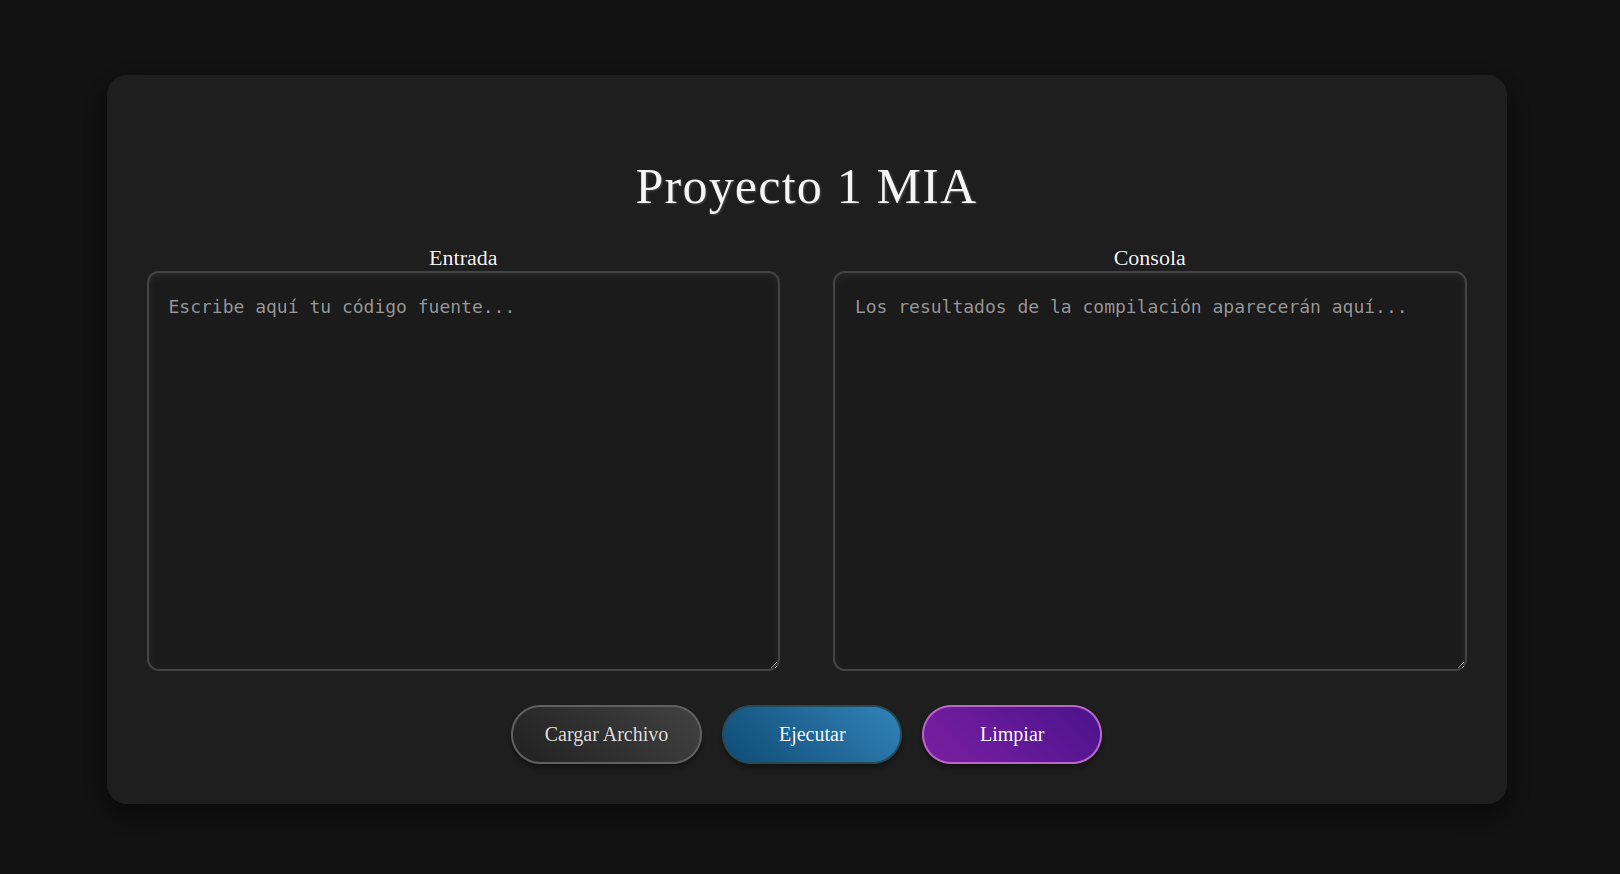 Proyecto 1 MIA
Entrada
Consola
Escribe aquí tu código fuente...
Los resultados de la compilación aparecerán aquí...
Cargar Archivo
Ejecutar
Limpiar